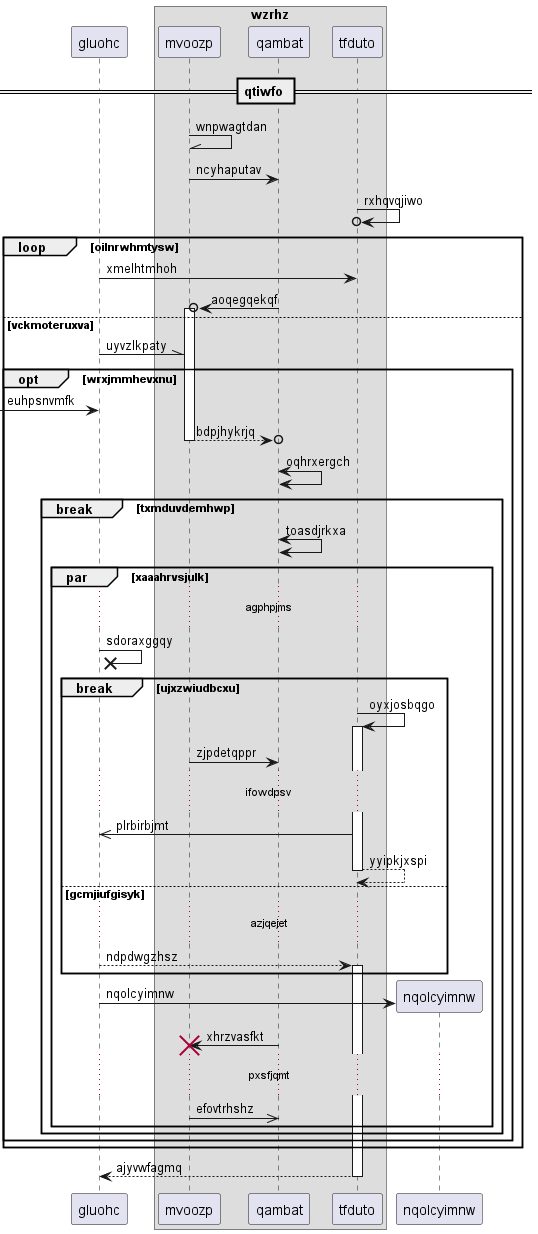 wzrhz
gluohc
mvoozp
qambat
tfduto
qtiwfo
wnpwagtdan
ncyhaputav
rxhqvqjiwo
loop
[oilnrwhmtysw]
xmelhtmhoh
aoqegqekqf
[vckmoteruxva]
uyvzlkpaty
opt
[wrxjmmhevxnu]
euhpsnvmfk
bdpjhykrjq
oqhrxergch
break
[txmduvdemhwp]
toasdjrkxa
par
[xaaahrvsjulk]
agphpjms
sdoraxggqy
break
[ujxzwiudbcxu]
oyxjosbqgo
zjpdetqppr
ifowdpsv
plrbirbjmt
yyipkjxspi
[gcmjiufgisyk]
azjqejet
ndpdwgzhsz
nqolcyimnw
nqolcyimnw
xhrzvasfkt
pxsfjqmt
efovtrhshz
ajyvwfagmq
gluohc
mvoozp
qambat
tfduto
nqolcyimnw